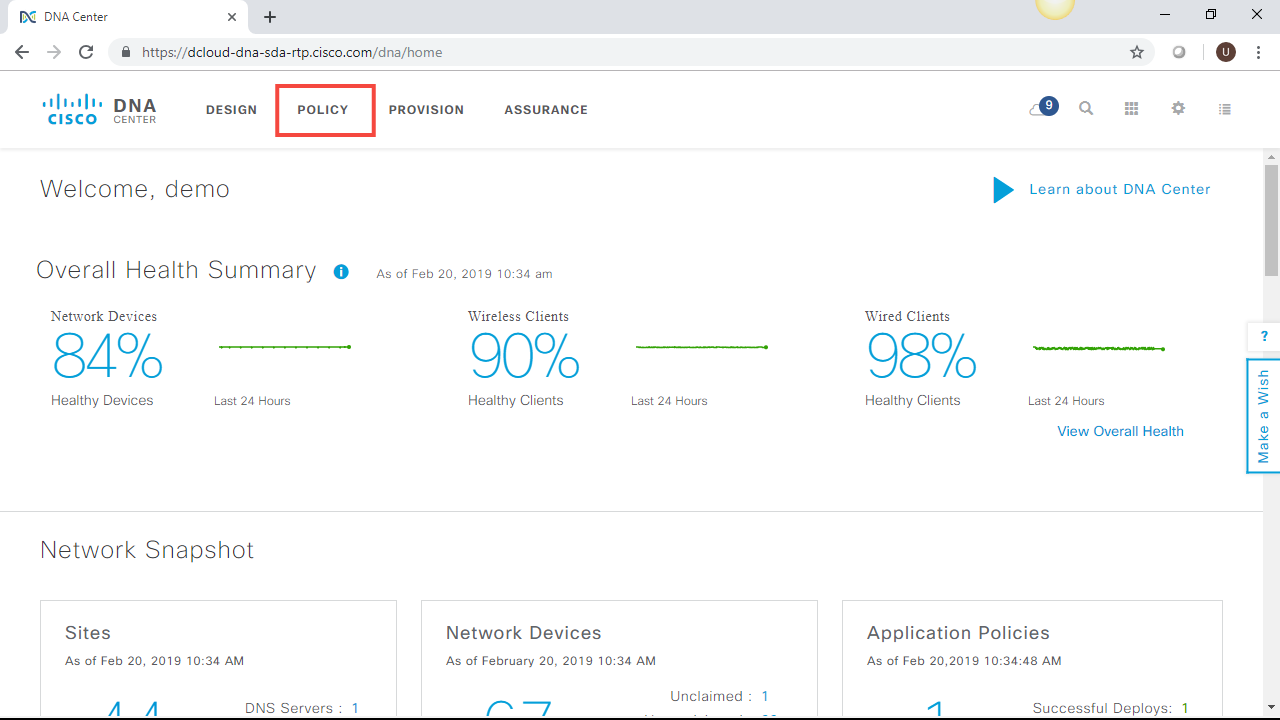 DNA Center
https://dcloud-dna-sda-rtp.cisco.com/dna/home
U
CISCO
DNA
CENTER
DESIGN
POLICY
PROVISION
ASSURANCE
9
Welcome, demo
Learn about DNA Center
Overall Health Summary
As of Feb 20, 2019 10:34 am
Network Devices
84%
Healthy Devices
Last 24 Hours
Wireless Clients
90%
Healthy Clients
Last 24 Hours
Wired Clients
98%
Healthy Clients
Last 24 Hours
View Overall Health
?
Make a Wish
Network Snapshot
Sites
As of Feb 20, 2019 10:34 AM
44
DNS Servers : 1
Network Devices
As of February 20, 2019 10:34 AM
67
Unclaimed : 1
Application Policies
As of Feb 20,2019 10:34:48 AM
1
Successful Deploys: 1